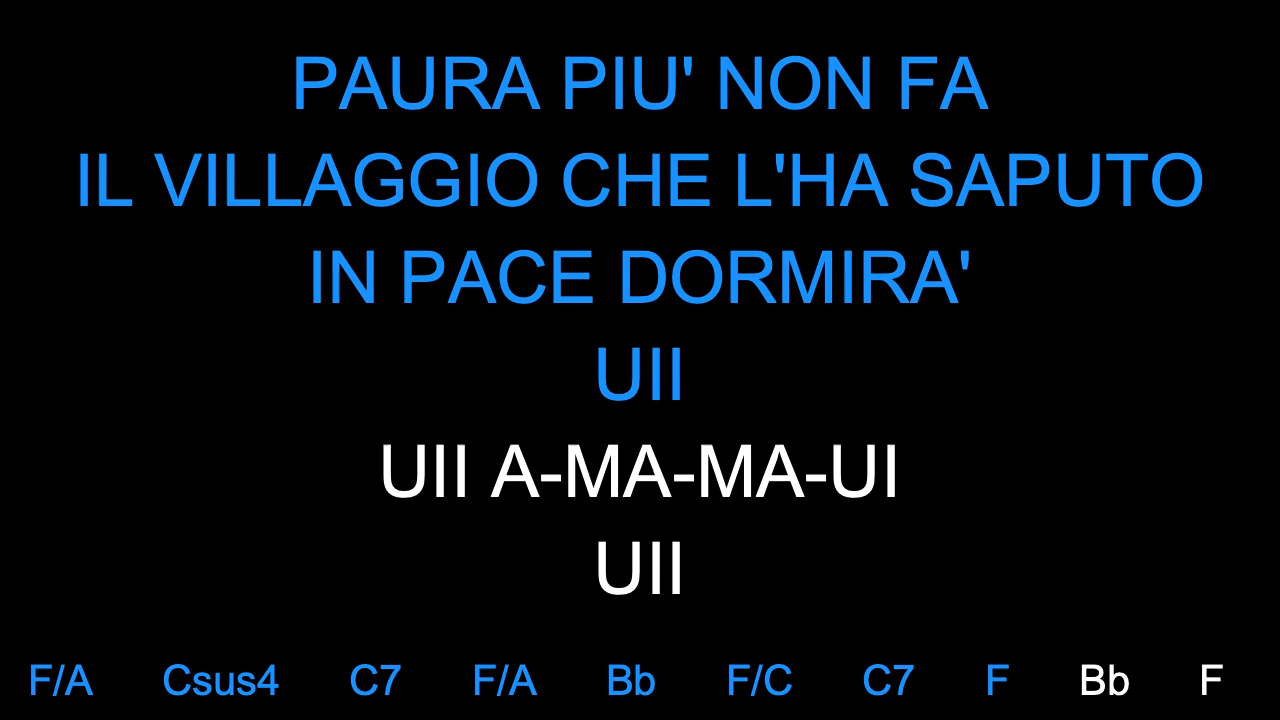 PAURA PIU' NON FA
IL VILLAGGIO CHE L'HA SAPUTO
IN PACE DORMIRA'
UII
UII A-MA-MA-UI
UII
F/A Csus4 C7 F/A Bb F/C C7 F Bb F